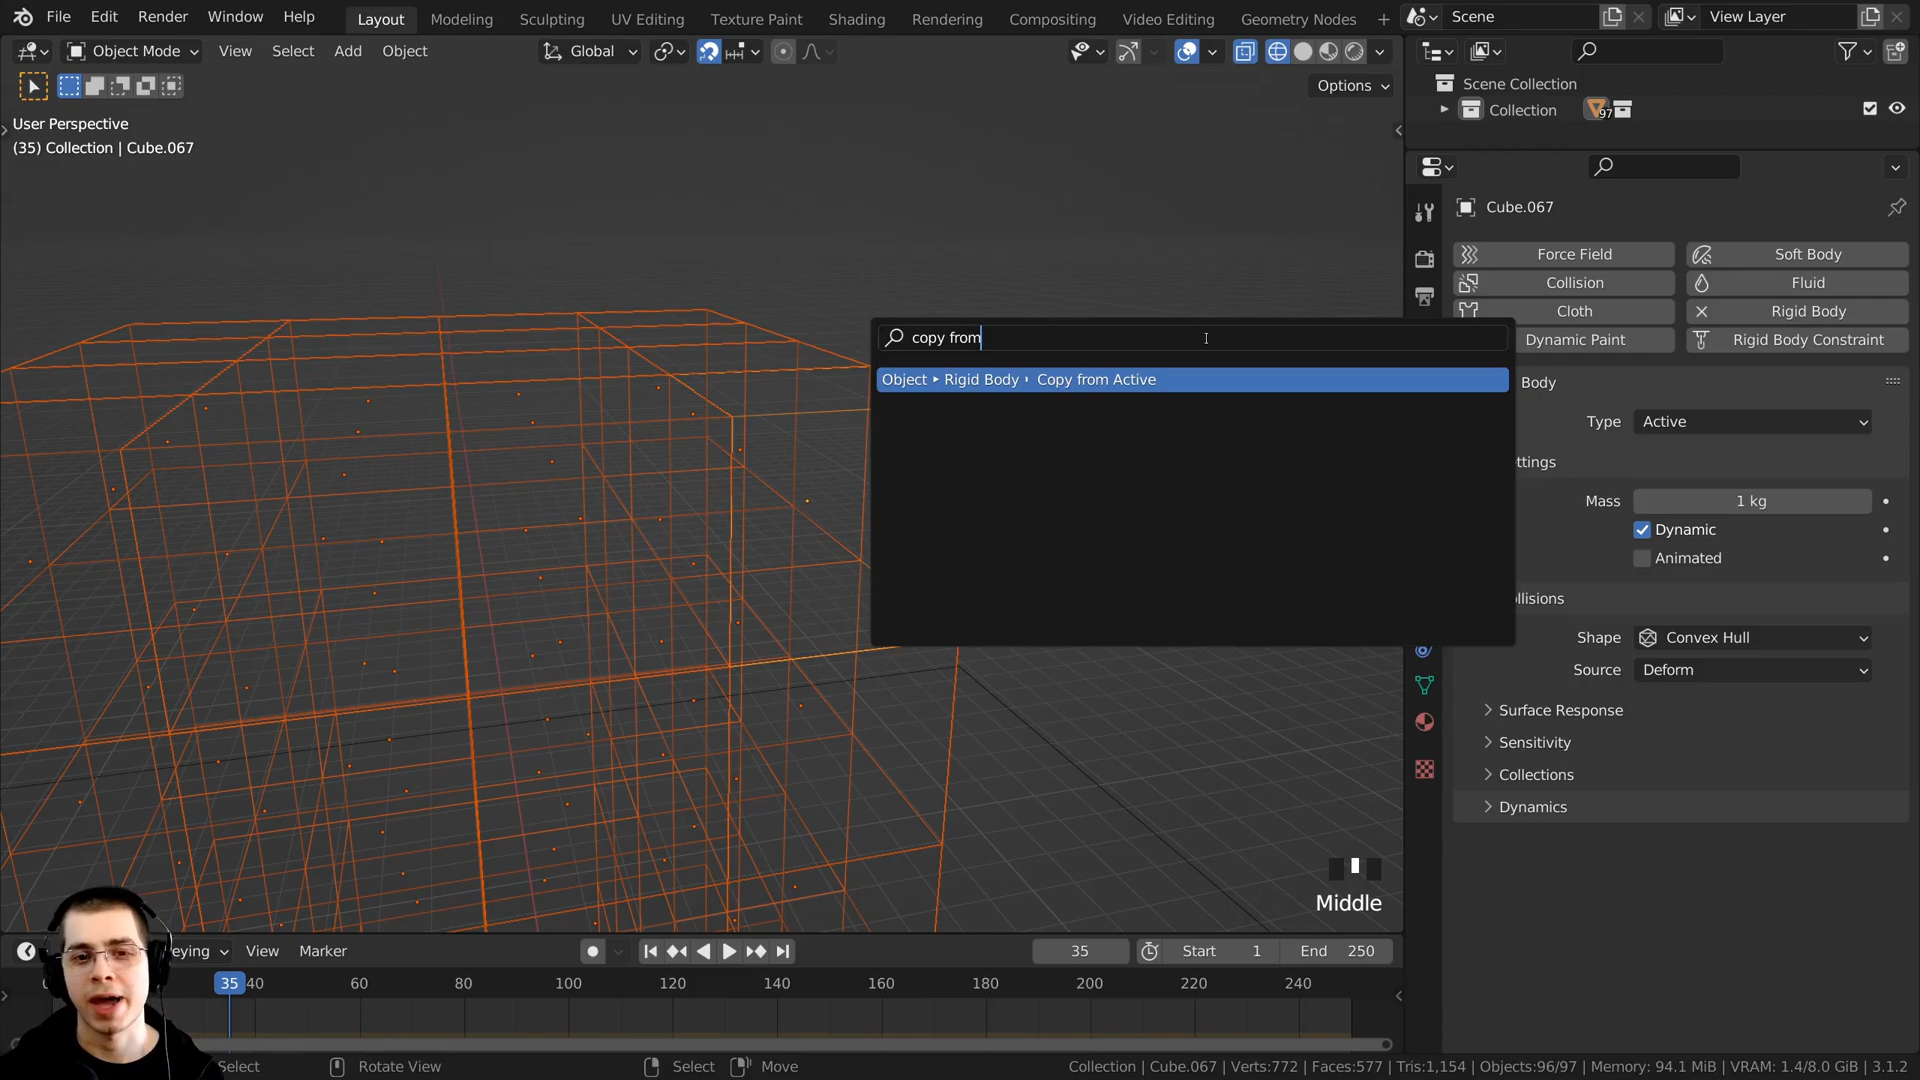 File Edit Render Window Help Layout Modeling Sculpting UV Editing Texture Paint Shading Rendering Compositing Video Editing Geometry Nodes Scene View Layer
Object Mode View Select Add Object Global
Options
User Perspective
(35) Collection | Cube.067
Scene Collection
Collection 97
Cube.067
Force Field Soft Body
Collision Fluid
Cloth Rigid Body
Dynamic Paint Rigid Body Constraint
copy from
Object Rigid Body Copy from Active
Body
Type Active
ttings
Mass 1 kg
Dynamic
Animated
llisions
Shape Convex Hull
Source Deform
Surface Response
Sensitivity
Collections
Dynamics
Middle
eying View Marker 35 Start 1 End 250
35 40 60 80 100 120 140 160 180 200 220 240
Select Rotate View Select Move Collection | Cube.067 | Verts:772 | Faces:577 | Tris:1,154 | Objects:96/97 | Memory: 94.1 MiB | VRAM: 1.4/8.0 GiB | 3.1.2